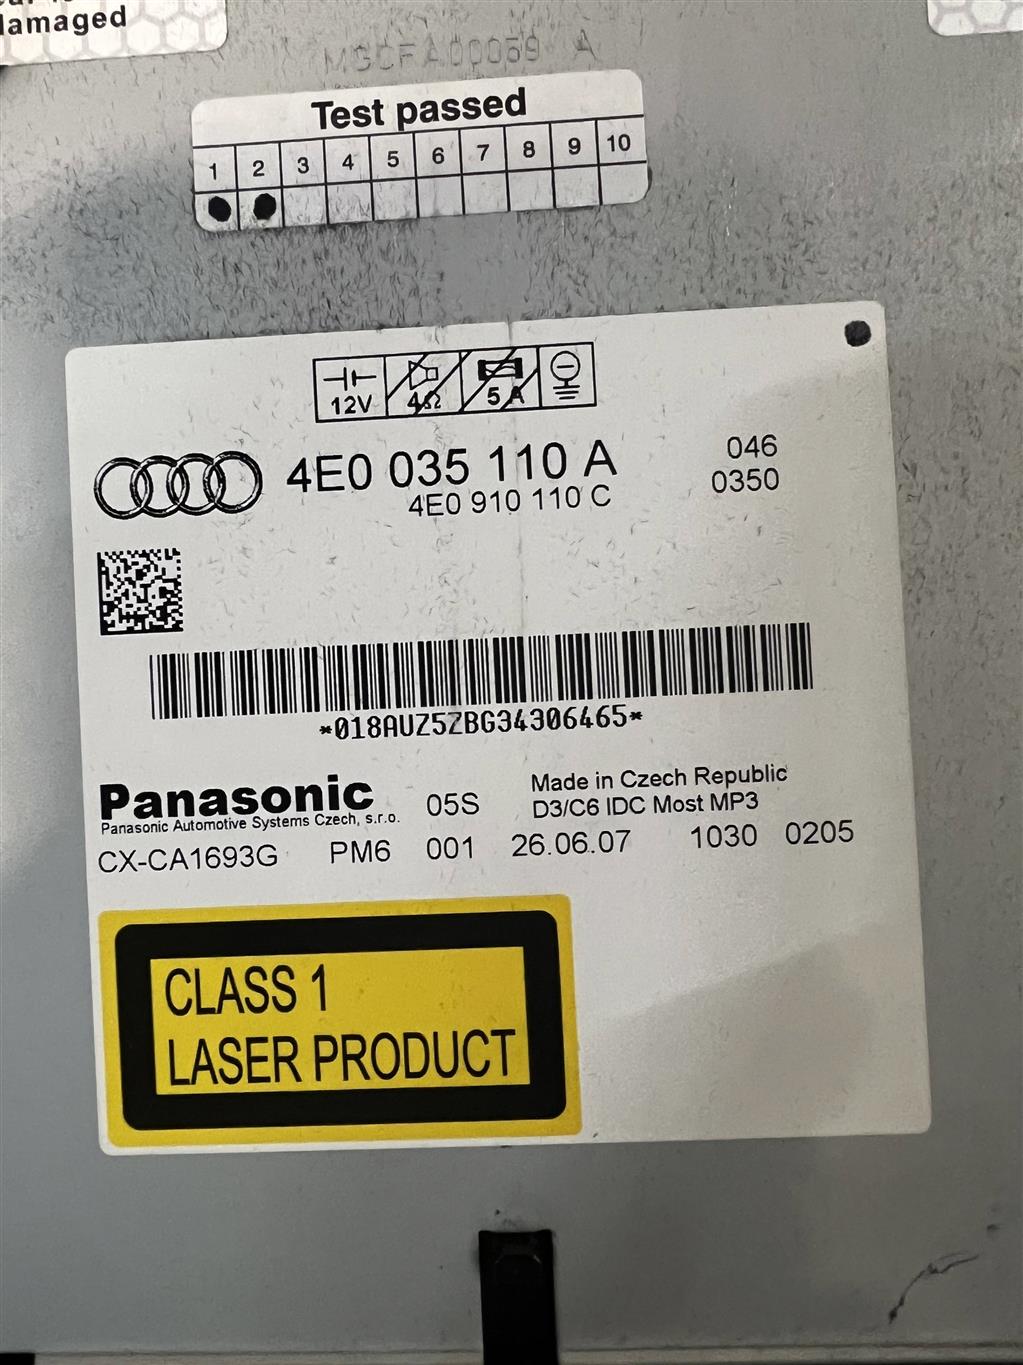 damaged
MGCFA00059 A
Test passed
1 2 3 4 5 6 7 8 9 10
12V 4Ω 5 A
4E0 035 110 A
4E0 910 110 C
046
0350
*018AUZ5ZBG34306465*
Panasonic
Panasonic Automotive Systems Czech, s.r.o.
05S
Made in Czech Republic
D3/C6 IDC Most MP3
CX-CA1693G PM6 001 26.06.07 1030 0205
CLASS 1
LASER PRODUCT